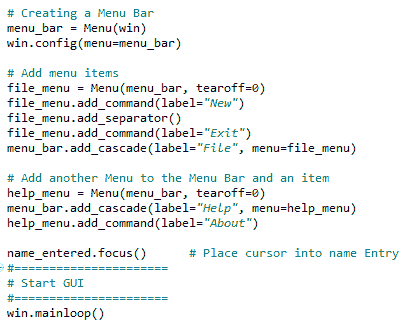 # Creating a Menu Bar
menu_bar = Menu(win)
win.config(menu=menu_bar)
# Add menu items
file_menu = Menu(menu_bar, tearoff=0)
file_menu.add_command(label="New")
file_menu.add_separator()
file_menu.add_command(label="Exit")
menu_bar.add_cascade(label="File", menu=file_menu)
# Add another Menu to the Menu Bar and an item
help_menu = Menu(menu_bar, tearoff=0)
menu_bar.add_cascade(label="Help", menu=help_menu)
help_menu.add_command(label="About")
name_entered.focus()      # Place cursor into name Entry
#======================
# Start GUI
#======================
win.mainloop()